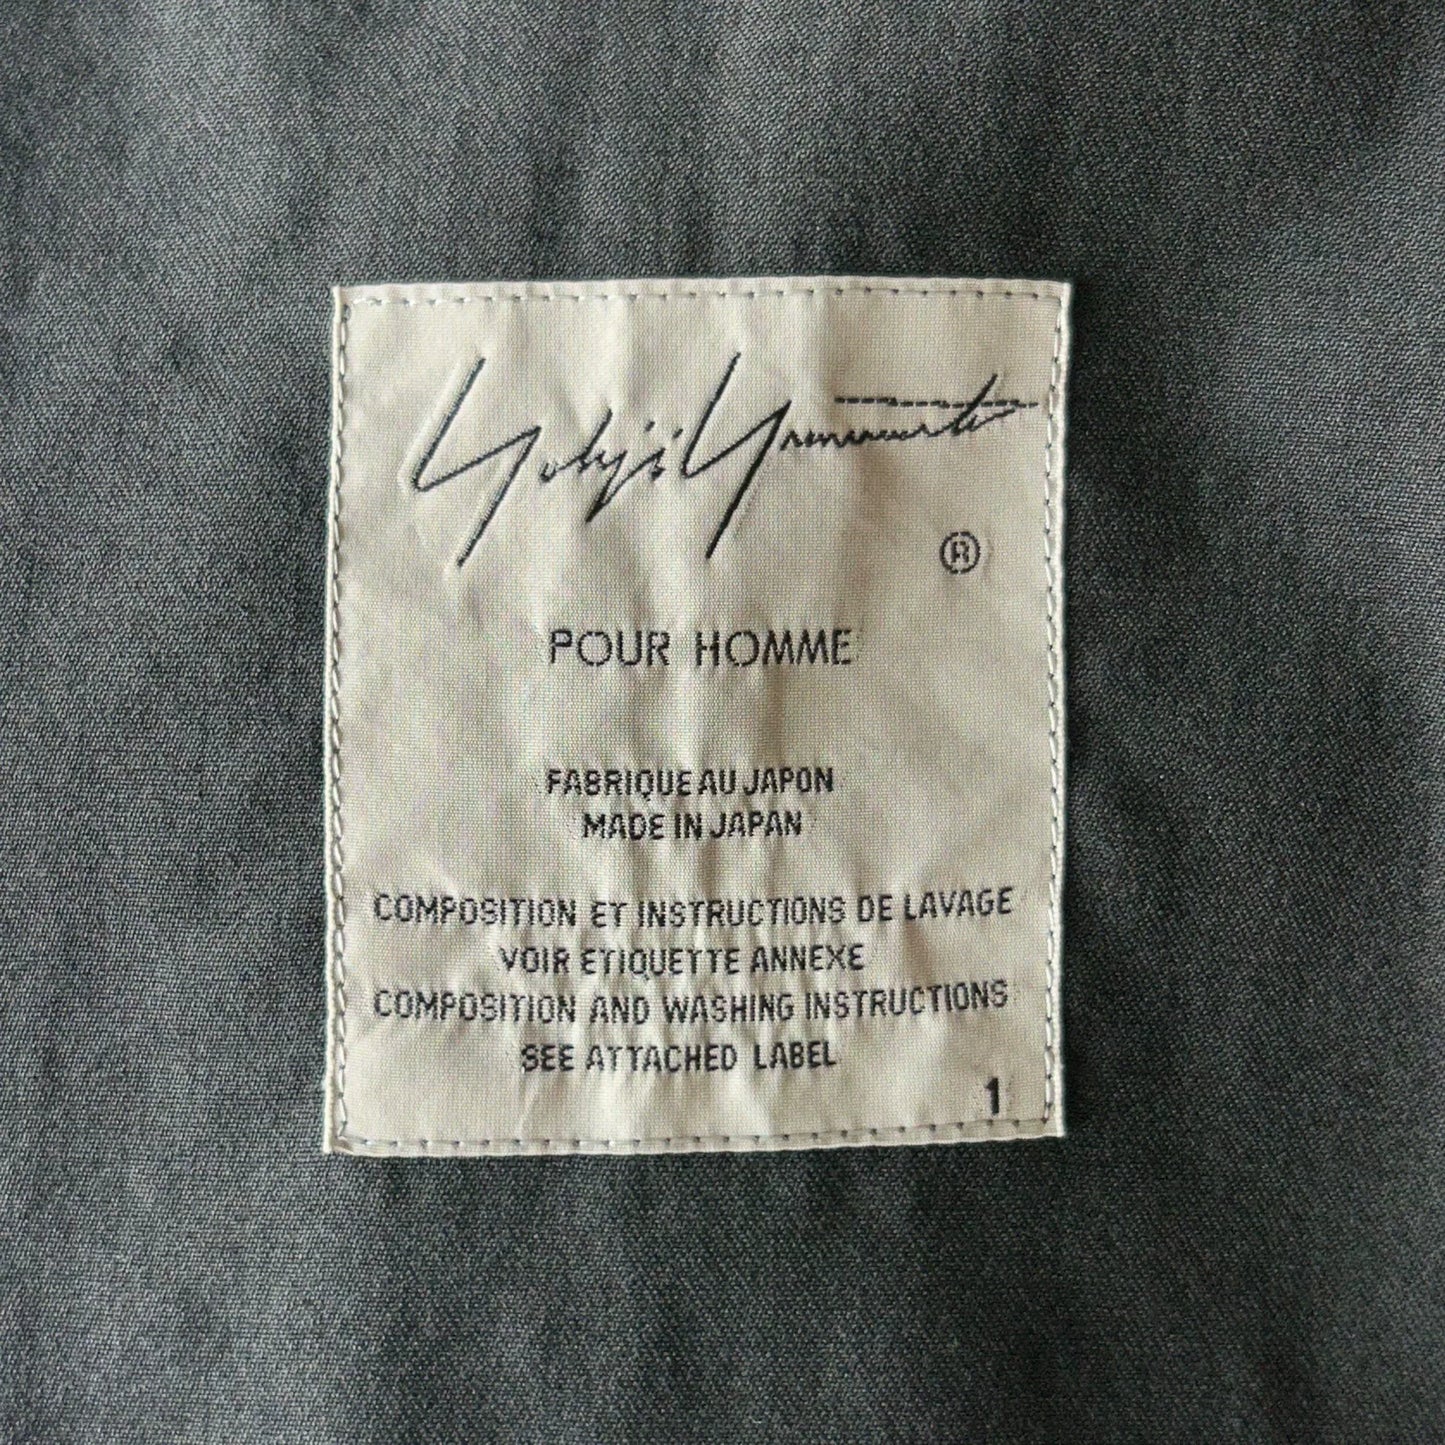 Yohji Yamamoto
®
POUR HOMME
FABRIQUE AU JAPON
MADE IN JAPAN
COMPOSITION ET INSTRUCTIONS DE LAVAGE
VOIR ETIQUETTE ANNEXE
COMPOSITION AND WASHING INSTRUCTIONS
SEE ATTACHED LABEL
1